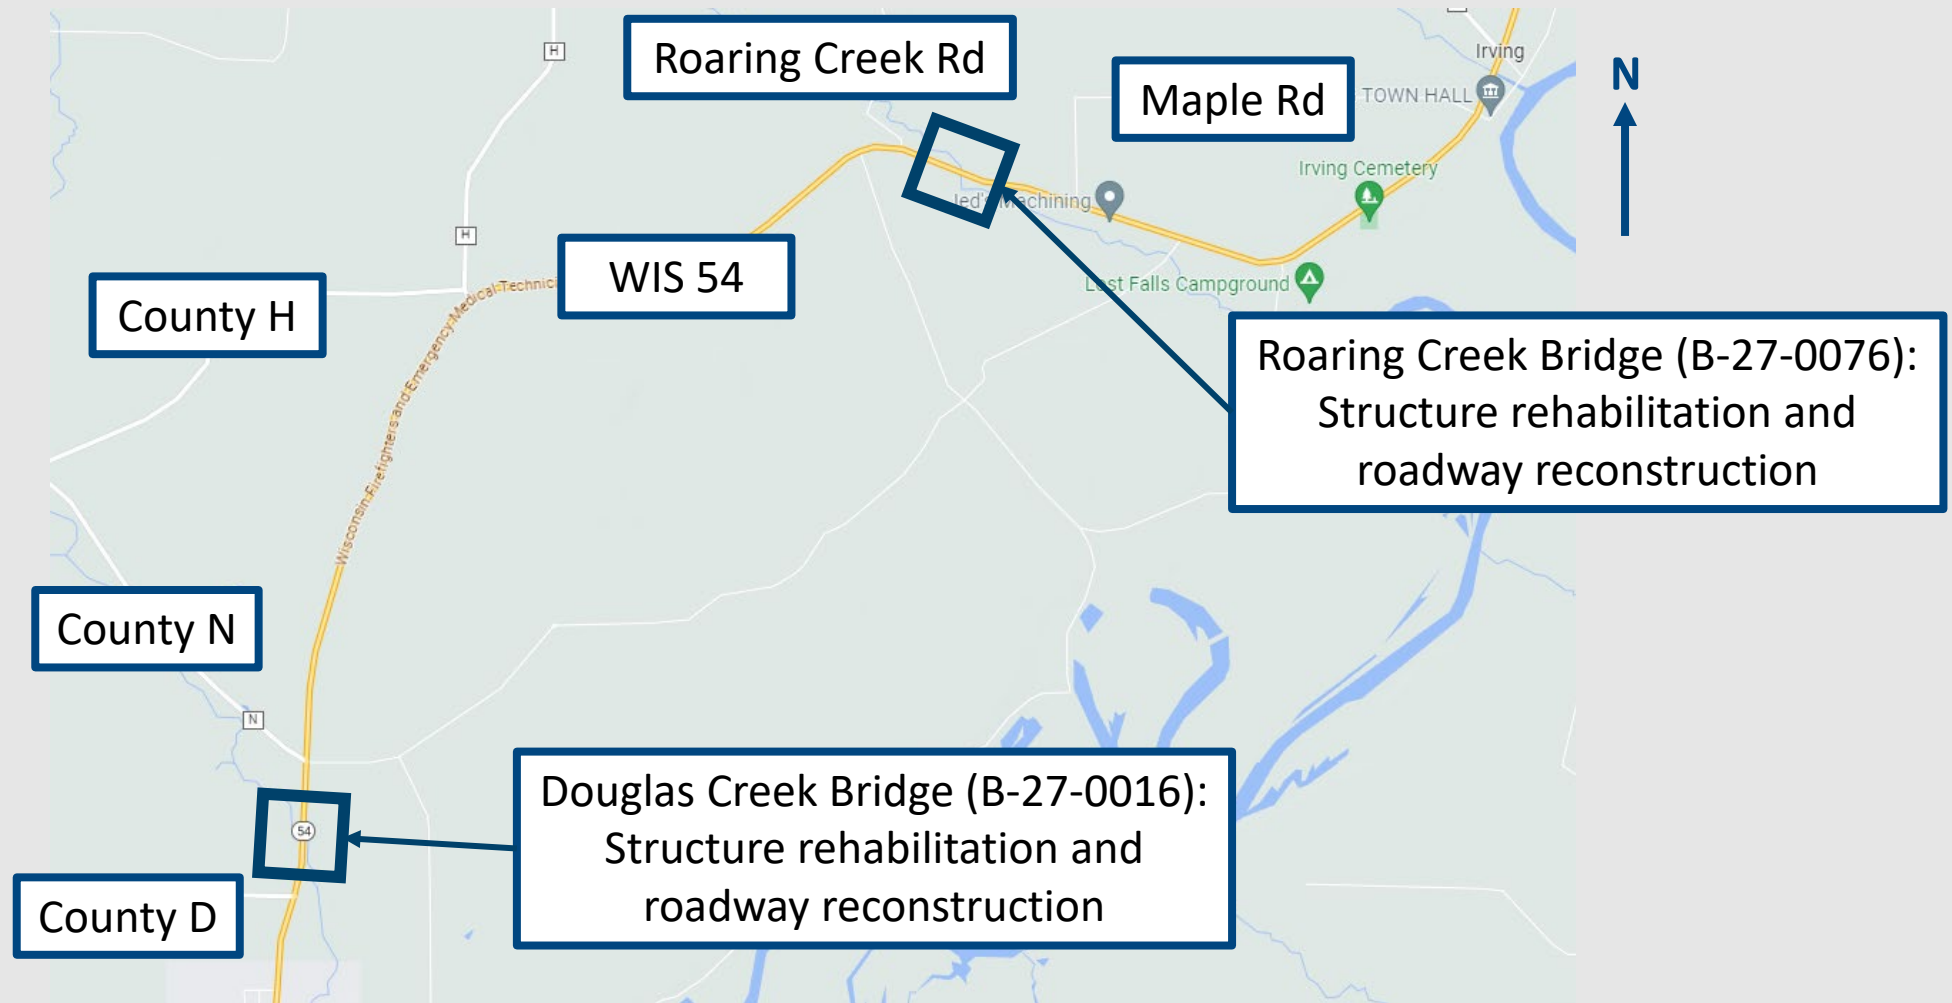 H
Roaring Creek Rd
Irving
N
Maple Rd
TOWN HALL
Irving Cemetery
Machining
H
WIS 54
Lost Falls Campground
County H
Medical Technici
Wisconsin Firefighters and Emergency
Roaring Creek Bridge (B-27-0076):
Structure rehabilitation and
roadway reconstruction
County N
N
Douglas Creek Bridge (B-27-0016):
Structure rehabilitation and
roadway reconstruction
54
County D